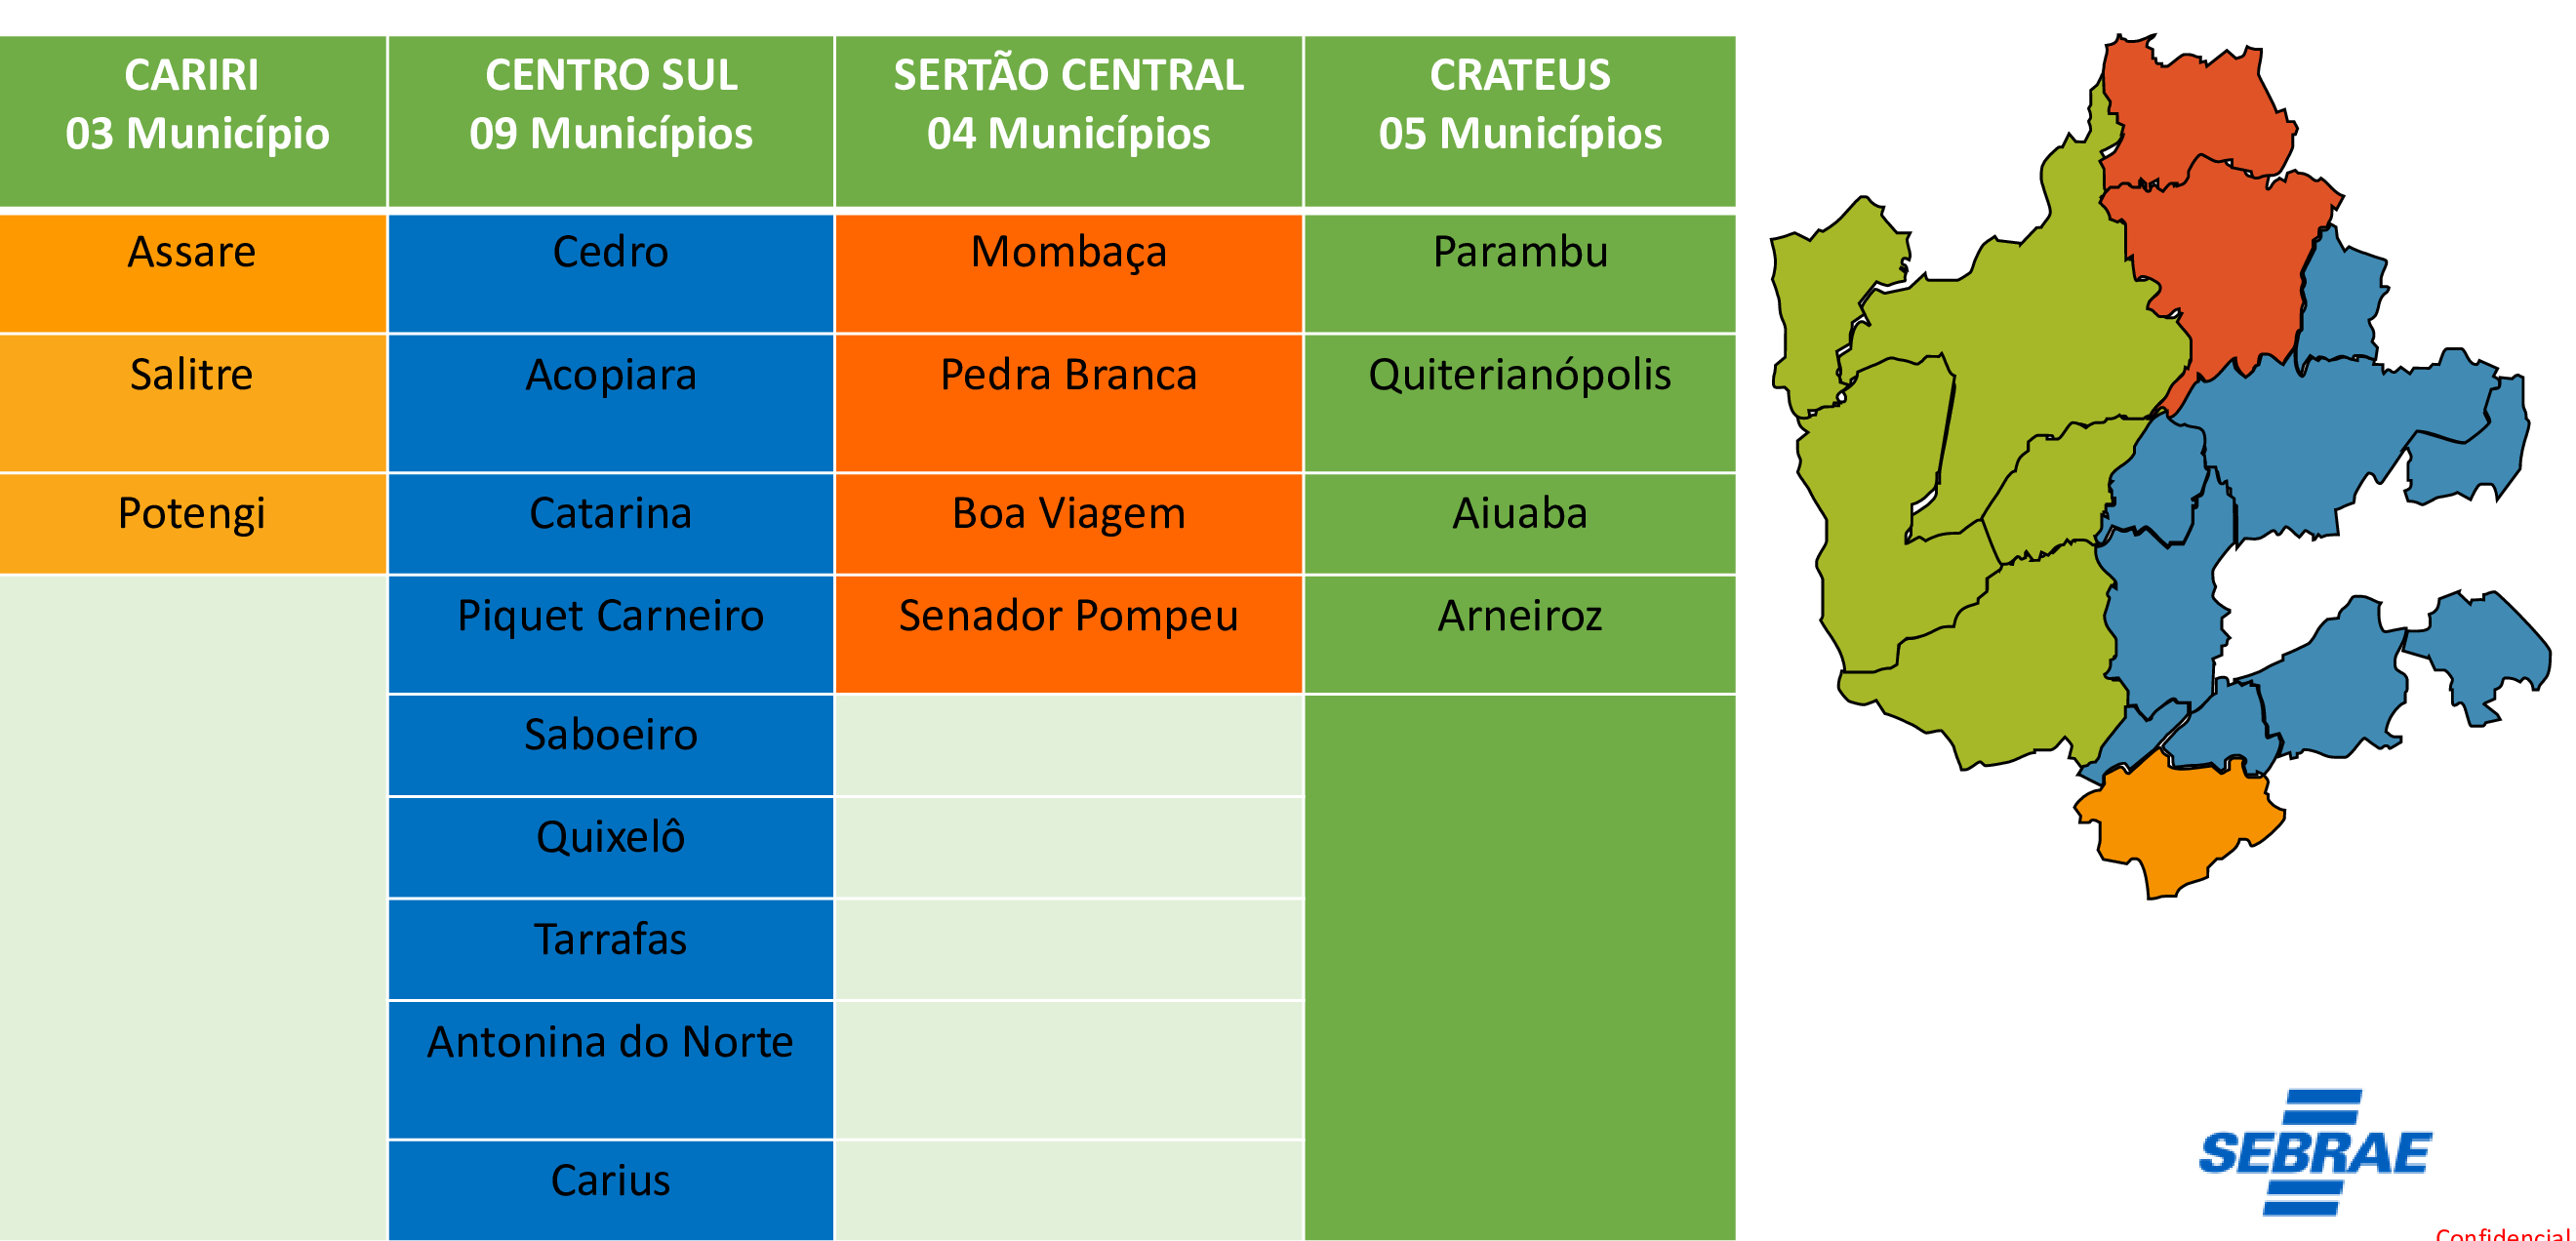 CARIRI
03 Município
CENTRO SUL
09 Municípios
SERTÃO CENTRAL
04 Municípios
CRATEUS
05 Municípios
Assare
Cedro
Mombaça
Parambu
Salitre
Acopiara
Pedra Branca
Quiterianópolis
Potengi
Catarina
Boa Viagem
Aiuaba
Piquet Carneiro
Senador Pompeu
Arneiroz
Saboeiro
Quixelô
Tarrafas
Antonina do Norte
Carius
SEBRAE
Confidencial